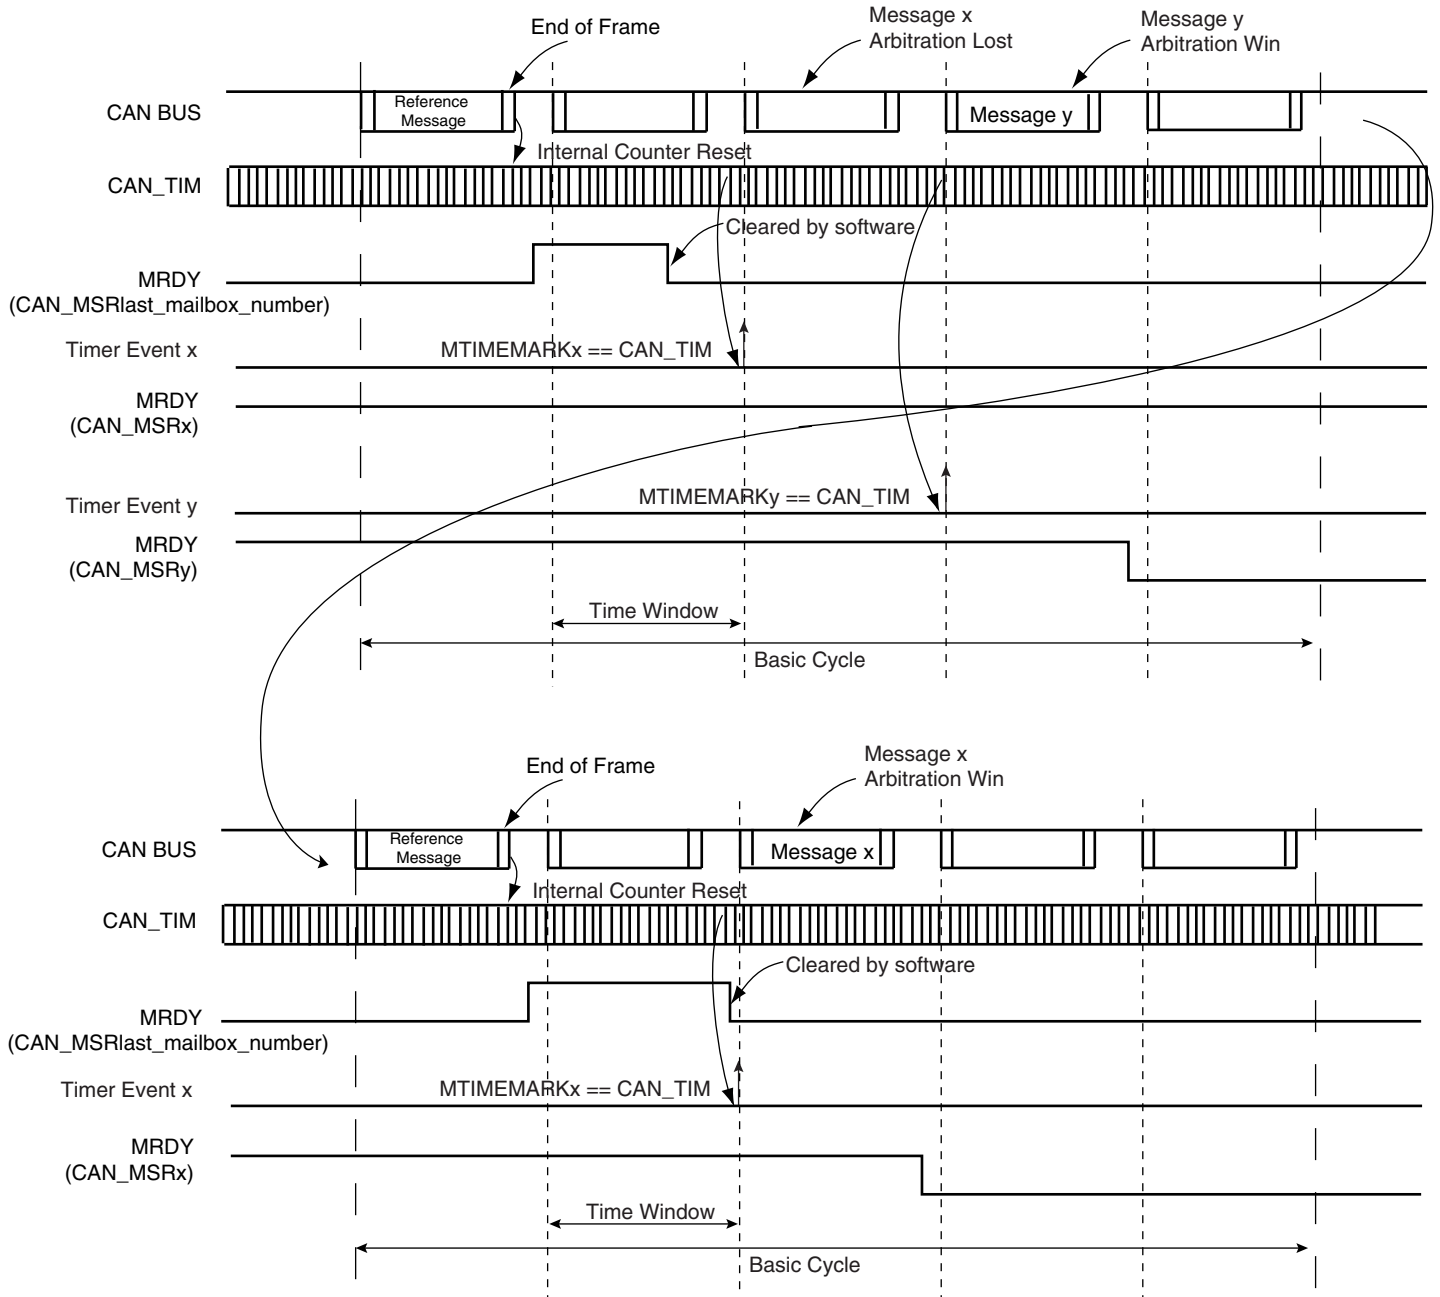 End of Frame
Message x
Arbitration Lost
Message y
Arbitration Win
CAN BUS
Reference
Message
Message y
Internal Counter Reset
CAN_TIM
Cleared by software
MRDY
(CAN_MSRlast_mailbox_number)
Timer Event x
MTIMEMARKx == CAN_TIM
MRDY
(CAN_MSRx)
Timer Event y
MTIMEMARKy == CAN_TIM
MRDY
(CAN_MSRy)
Time Window
Basic Cycle
End of Frame
Message x
Arbitration Win
CAN BUS
Reference
Message
Message x
Internal Counter Reset
CAN_TIM
Cleared by software
MRDY
(CAN_MSRlast_mailbox_number)
Timer Event x
MTIMEMARKx == CAN_TIM
MRDY
(CAN_MSRx)
Time Window
Basic Cycle